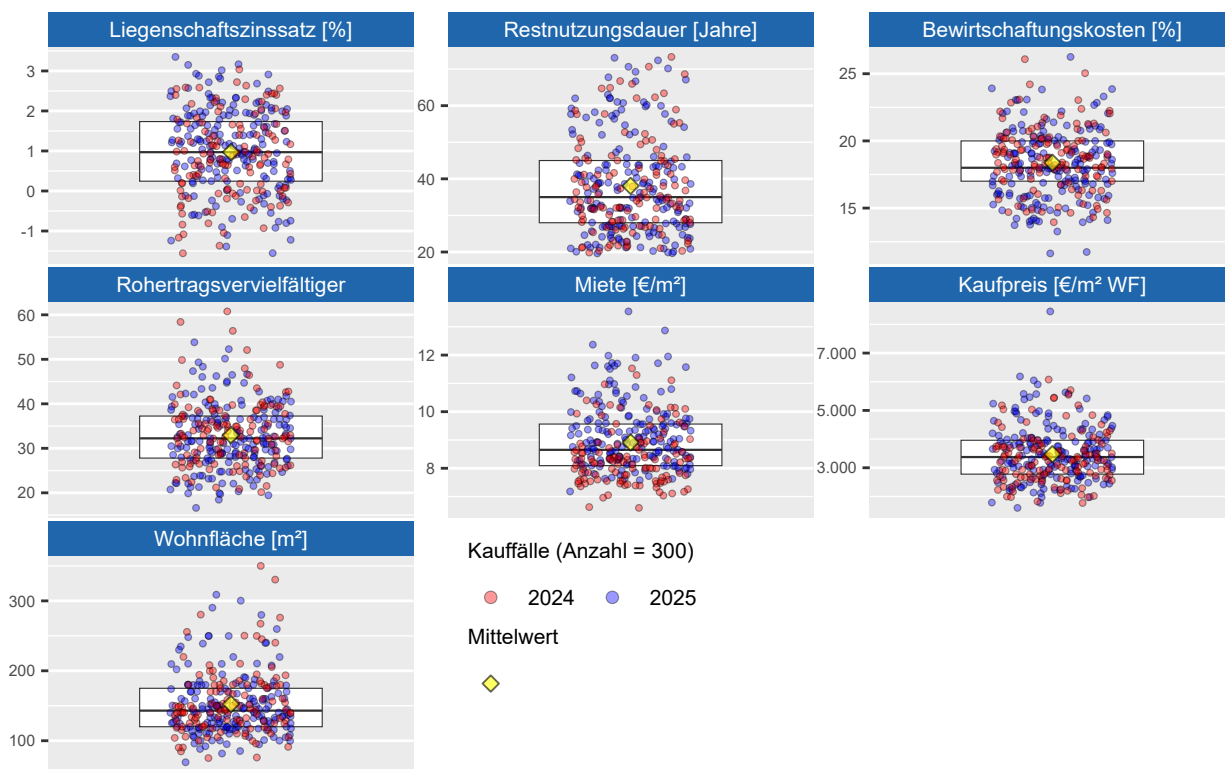 Liegenschaftszinssatz [%]
3
2
1
0
-1
Restnutzungsdauer [Jahre]
60
40
20
Bewirtschaftungskosten [%]
25
20
15
Rohertragsvervielfältiger
60
50
40
30
20
Miete [€/m²]
12
10
8
Kaufpreis [€/m² WF]
7.000
5.000
3.000
Wohnfläche [m²]
300
200
100
Kauffälle (Anzahl = 300)
2024 2025
Mittelwert